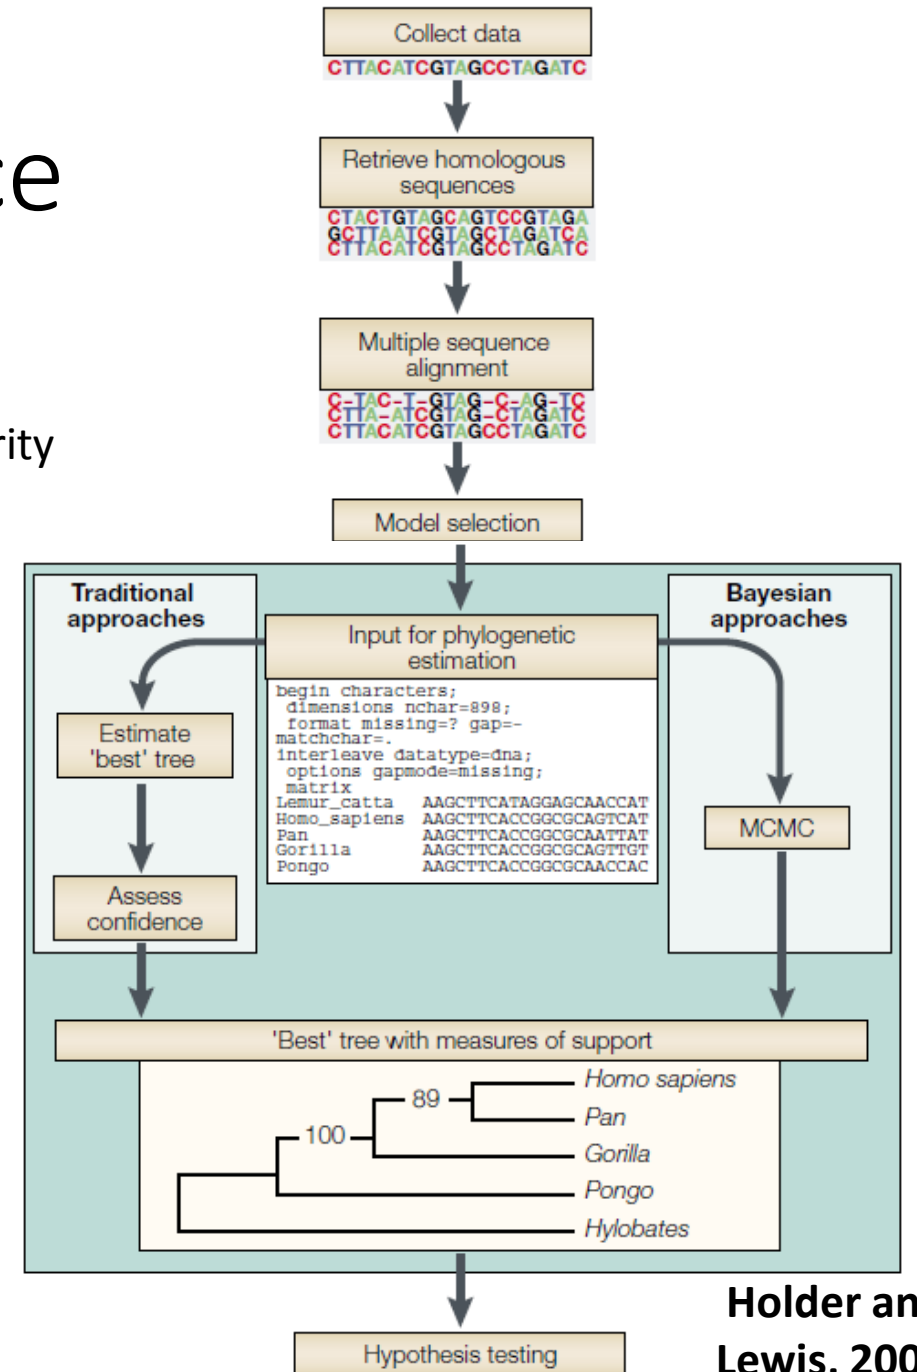 Collect data
CTTACATCGTAGCCTAGATC
ce
Retrieve homologous
sequences
CTACTGTAGCAGTCCGTAGA
GCTTAATCGTAGCTAGATCA
CTTACATCGTAGCCTAGATC
Multiple sequence
alignment
C-TAC-T-GTAG-C-AG-TC
CTTA-ATCGTAG-CTAGATC
CTTACATCGTAGCCTAGATC
rity
Model selection
Traditional
approaches
Estimate
'best' tree
Assess
confidence
Input for phylogenetic
estimation
begin characters;
dimensions nchar=898;
format missing=? gap=-
matchchar=.
interleave datatype=dna;
options gapmode=missing;
matrix
Lemur_catta AAGCTTCATAGGAGCAACCAT
Homo_sapiens AAGCTTCACCGGCGCAGTCAT
Pan AAGCTTCACCGGCGCAATTAT
Gorilla AAGCTTCACCGGCGCAGTTGT
Pongo AAGCTTCACCGGCGCAACCAC
Bayesian
approaches
MCMC
'Best' tree with measures of support
Homo sapiens
89
Pan
100
Gorilla
Pongo
Hylobates
Holder an
Lewis, 200
Hypothesis testing